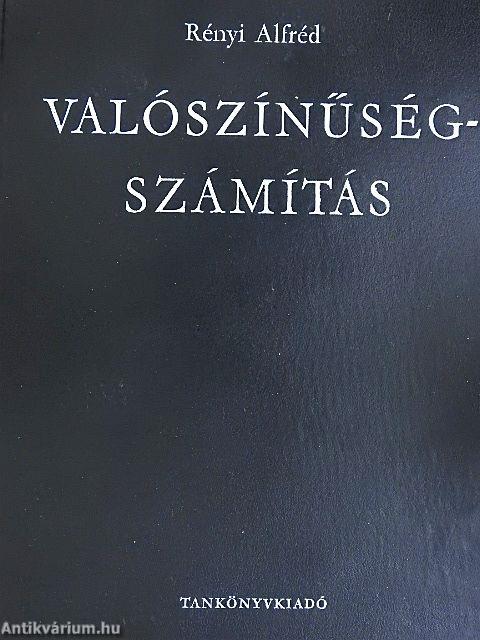 Rényi Alfréd
VALÓSZÍNŰSÉG-
SZÁMÍTÁS
TANKÖNYVKIADÓ
Antikvárium.hu